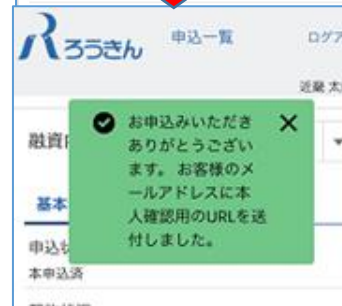 ろうきん
申込一覧
ログア
近畿 太
融資
お申込みいただき
ありがとうござい
ます。お客様のメ
ールアドレスに本
人確認用のURLを送
付しました。
基本
申込
本申込済